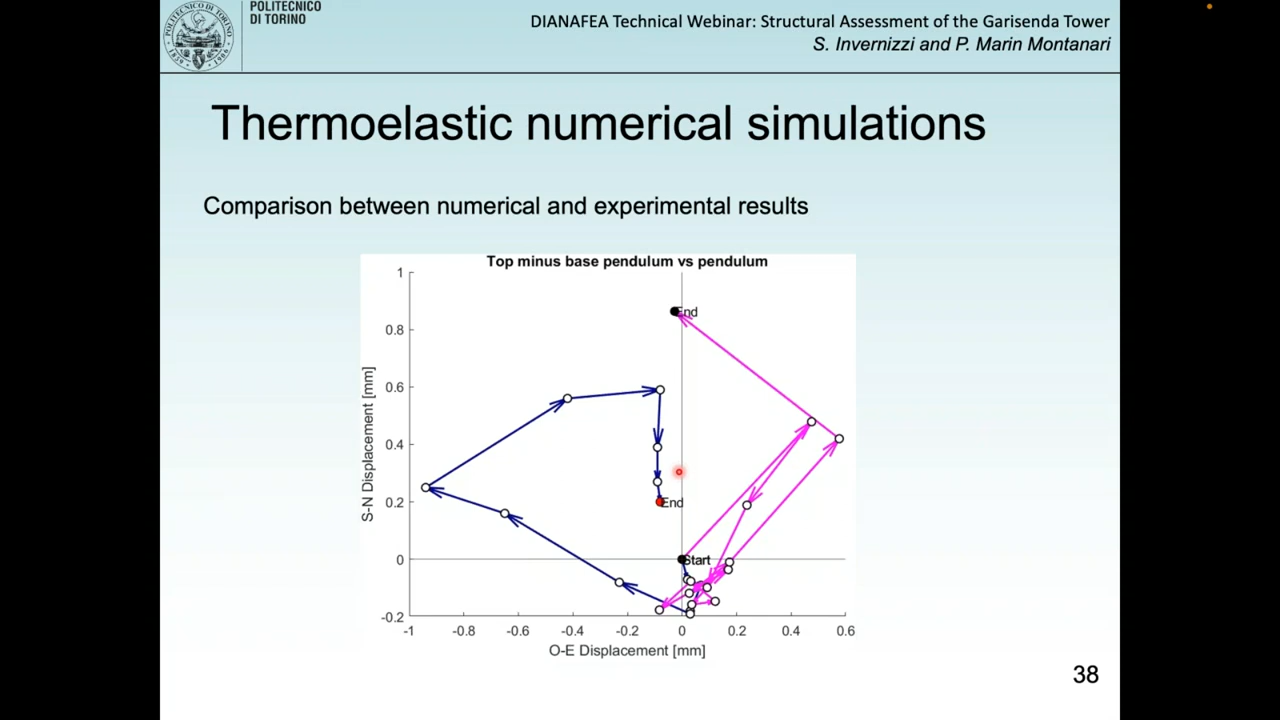 POLITECNICO
DI TORINO
DIANAFEA Technical Webinar: Structural Assessment of the Garisenda Tower
S. Invernizzi and P. Marin Montanari
Thermoelastic numerical simulations
Comparison between numerical and experimental results
Top minus base pendulum vs pendulum
1
0.8
0.6
0.4
0.2
0
-0.2
S-N Displacement [mm]
End
End
Start
-1
-0.8
-0.6
-0.4
-0.2
0
0.2
0.4
0.6
O-E Displacement [mm]
38